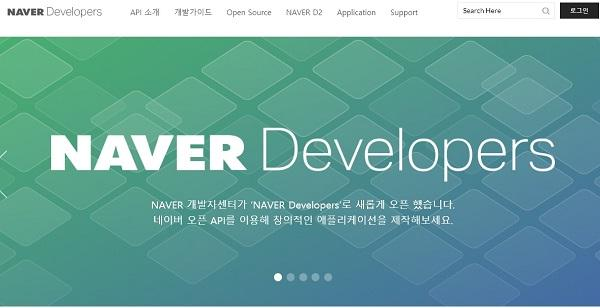 NAVER Developers
API 소개 개발가이드 Open Source NAVER D2 Application Support
Search Here
로그인
NAVER Developers
NAVER 개발자센터가 'NAVER Developers'로 새롭게 오픈 했습니다.
네이버 오픈 API를 이용해 창의적인 애플리케이션을 제작해보세요.